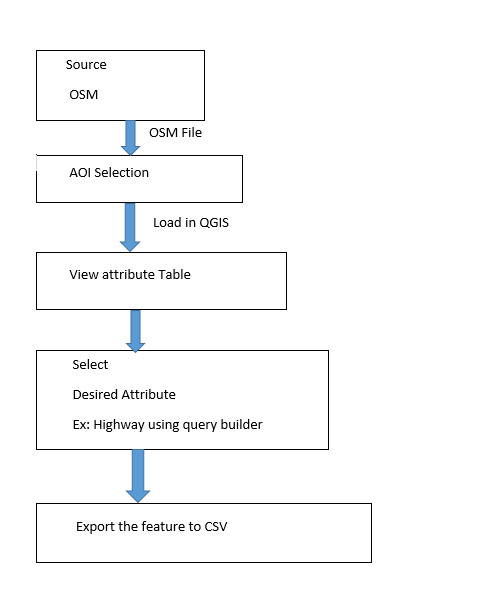 Source
OSM
OSM File
AOI Selection
Load in QGIS
View attribute Table
Select
Desired Attribute
Ex: Highway using query builder
Export the feature to CSV